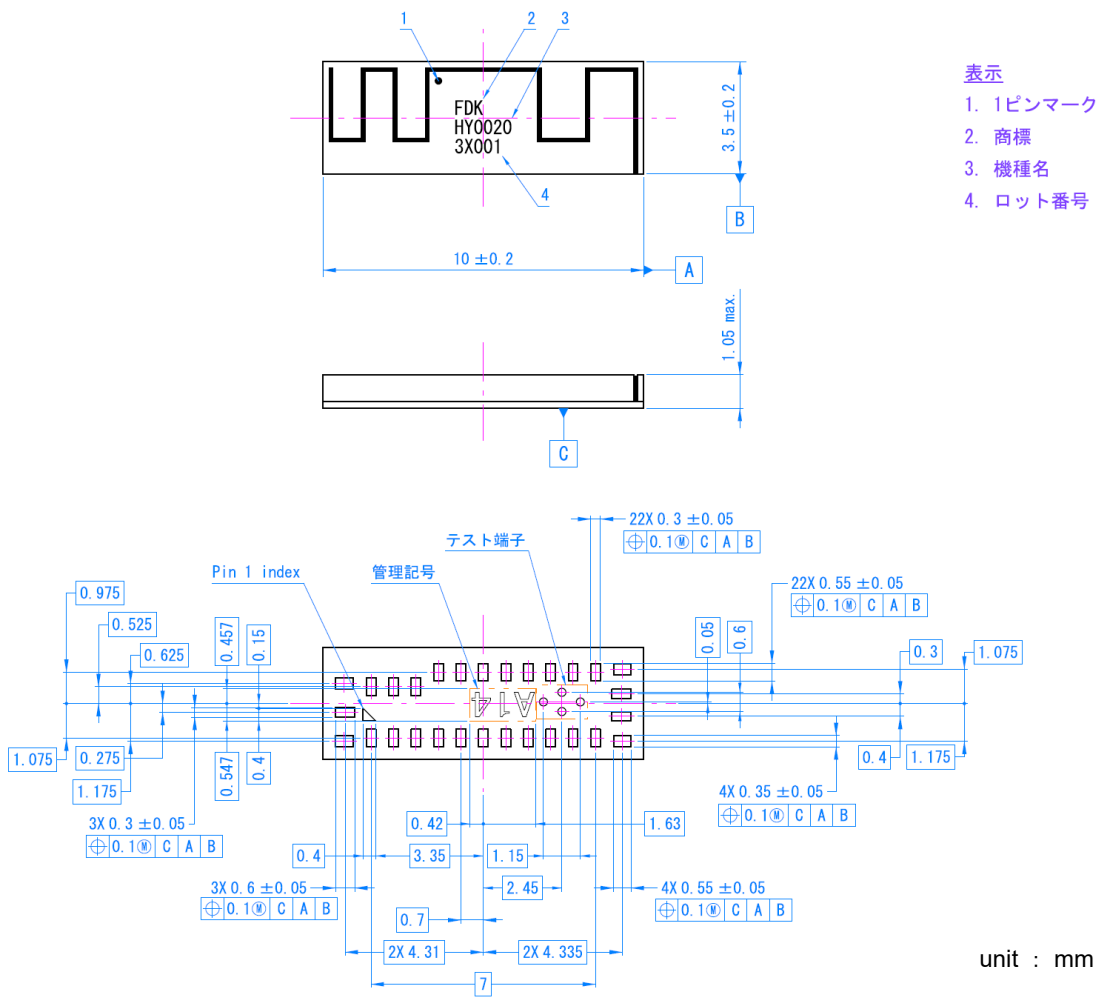 1 2 3
表示
1. 1ピンマーク
2. 商標
3. 機種名
4. ロット番号
FDK
HY0020
3X001
3.5 ±0.2
4
B
10 ±0.2
A
1.05 max.
C
22X 0.3 ±0.05
0.1Ⓜ C A B
テスト端子
Pin 1 index
管理記号
22X 0.55 ±0.05
0.1Ⓜ C A B
0.975
0.525
0.625
0.457
0.15
0.05
0.6
0.3
1.075
A14
1.075
0.275
1.175
0.547
0.4
0.4
1.175
3X 0.3 ±0.05
0.1Ⓜ C A B
4X 0.35 ±0.05
0.1Ⓜ C A B
0.42
1.63
0.4
3.35
1.15
3X 0.6 ±0.05
0.1Ⓜ C A B
2.45
4X 0.55 ±0.05
0.1Ⓜ C A B
0.7
2X 4.31
2X 4.335
7
unit : mm